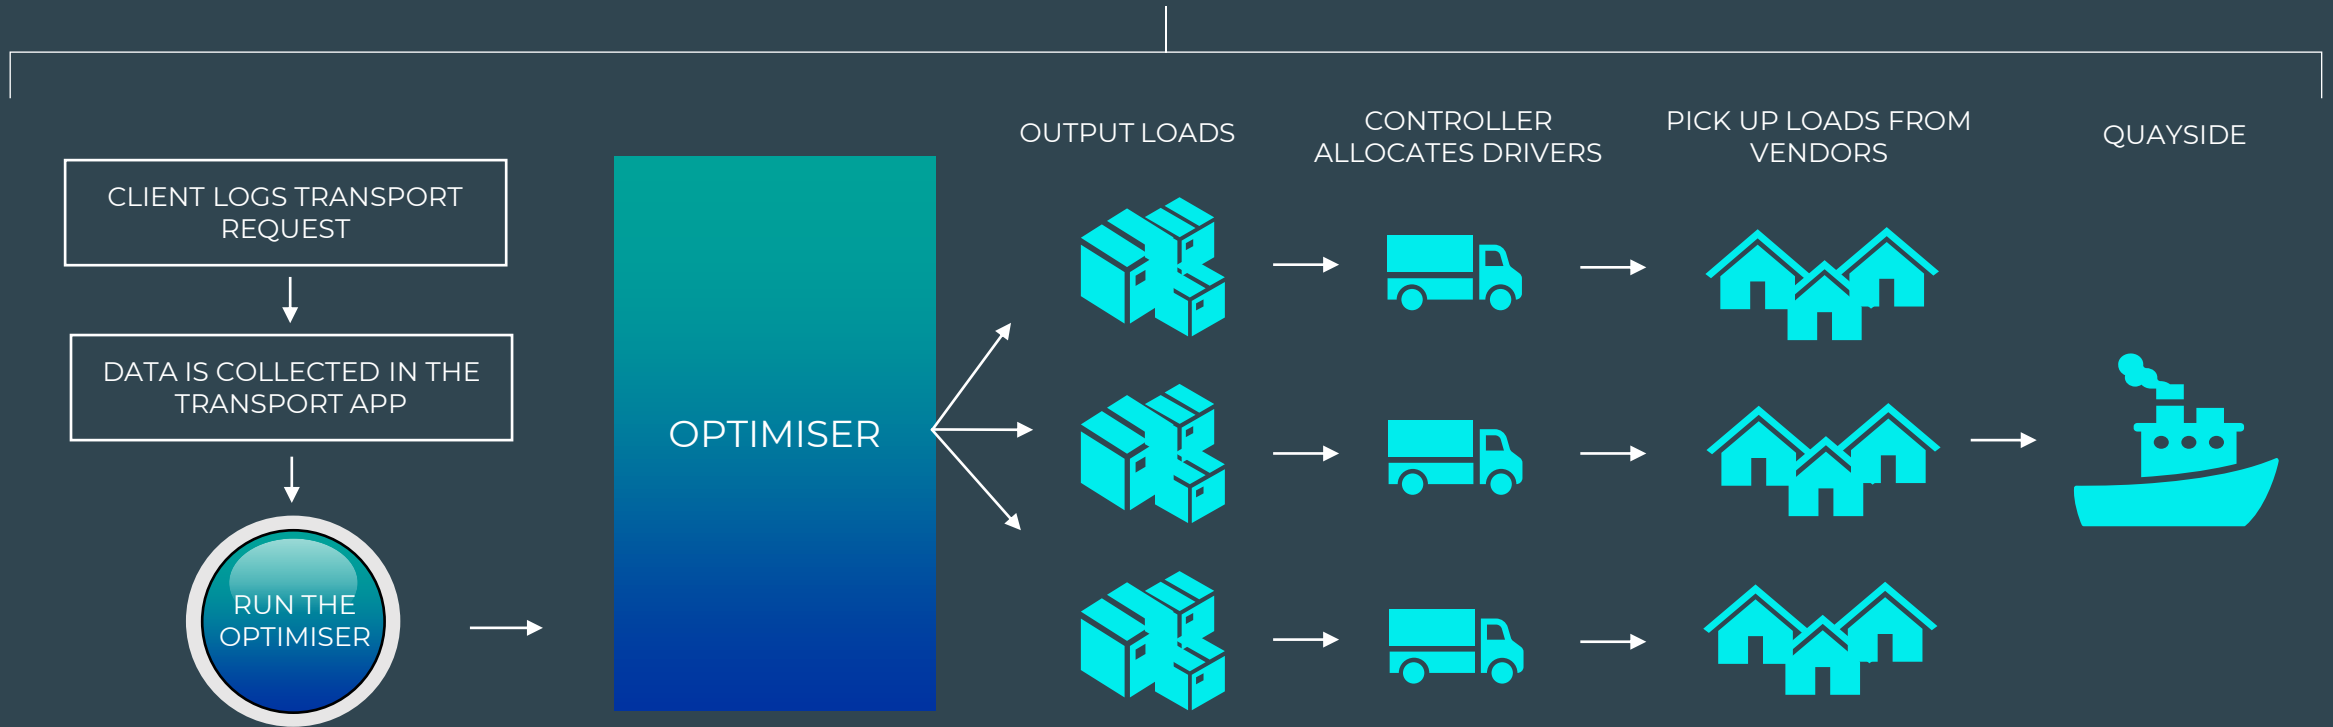 CLIENT LOGS TRANSPORT
REQUEST
DATA IS COLLECTED IN THE
TRANSPORT APP
RUN THE
OPTIMISER
OPTIMISER
OUTPUT LOADS
CONTROLLER
ALLOCATES DRIVERS
PICK UP LOADS FROM
VENDORS
QUAYSIDE